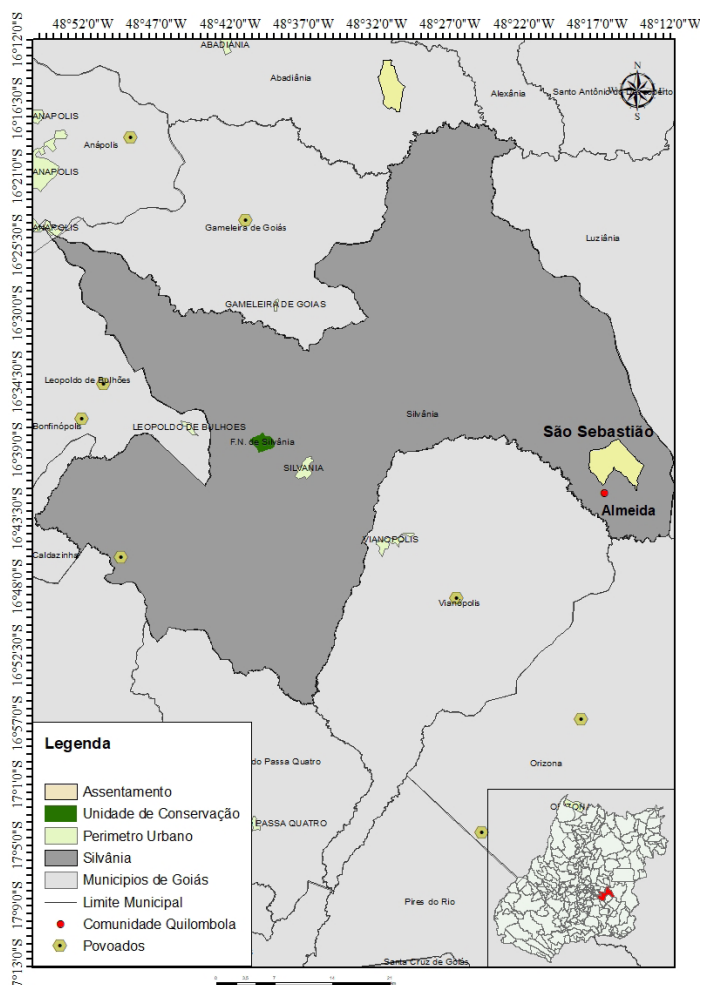 48°52'0"W 48°47'0"W 48°42'0"W 48°37'0"W 48°32'0"W 48°27'0"W 48°22'0"W 48°17'0"W 48°12'0"W
16°12'0"S
ABADIÂNIA
Abadiânia
Alexânia
Santo Antônio do
N
W
S
16°16'30"S
ANAPOLIS
Anápolis
16°21'0"S
ANAPOLIS
16°25'30"S
ANAPOLIS
Gameleira de Goiás
Luziânia
16°30'0"S
GAMELEIRA DE GOIAS
16°34'30"S
Leopoldo de Bulhões
Silvânia
16°39'0"S
Bonfinópolis
LEOPOLDO DE BULHOES
São Sebastião
F.N. de Silvânia
SILVANIA
16°43'30"S
Almeida
VIANOPOLIS
Caldazinha
16°48'0"S
Vianópolis
16°52'30"S
16°57'0"S
Legenda
do Passa Quatro
Orizona
17°1'0"S
Assentamento
Unidade de Conservação
17°5'0"S
PASSA QUATRO
Perimetro Urbano
Silvânia
Municipios de Goiás
17°9'0"S
Limite Municipal
Pires do Rio
Comunidade Quilombola
Povoados
17°13'0"S
Santa Cruz de Goiás